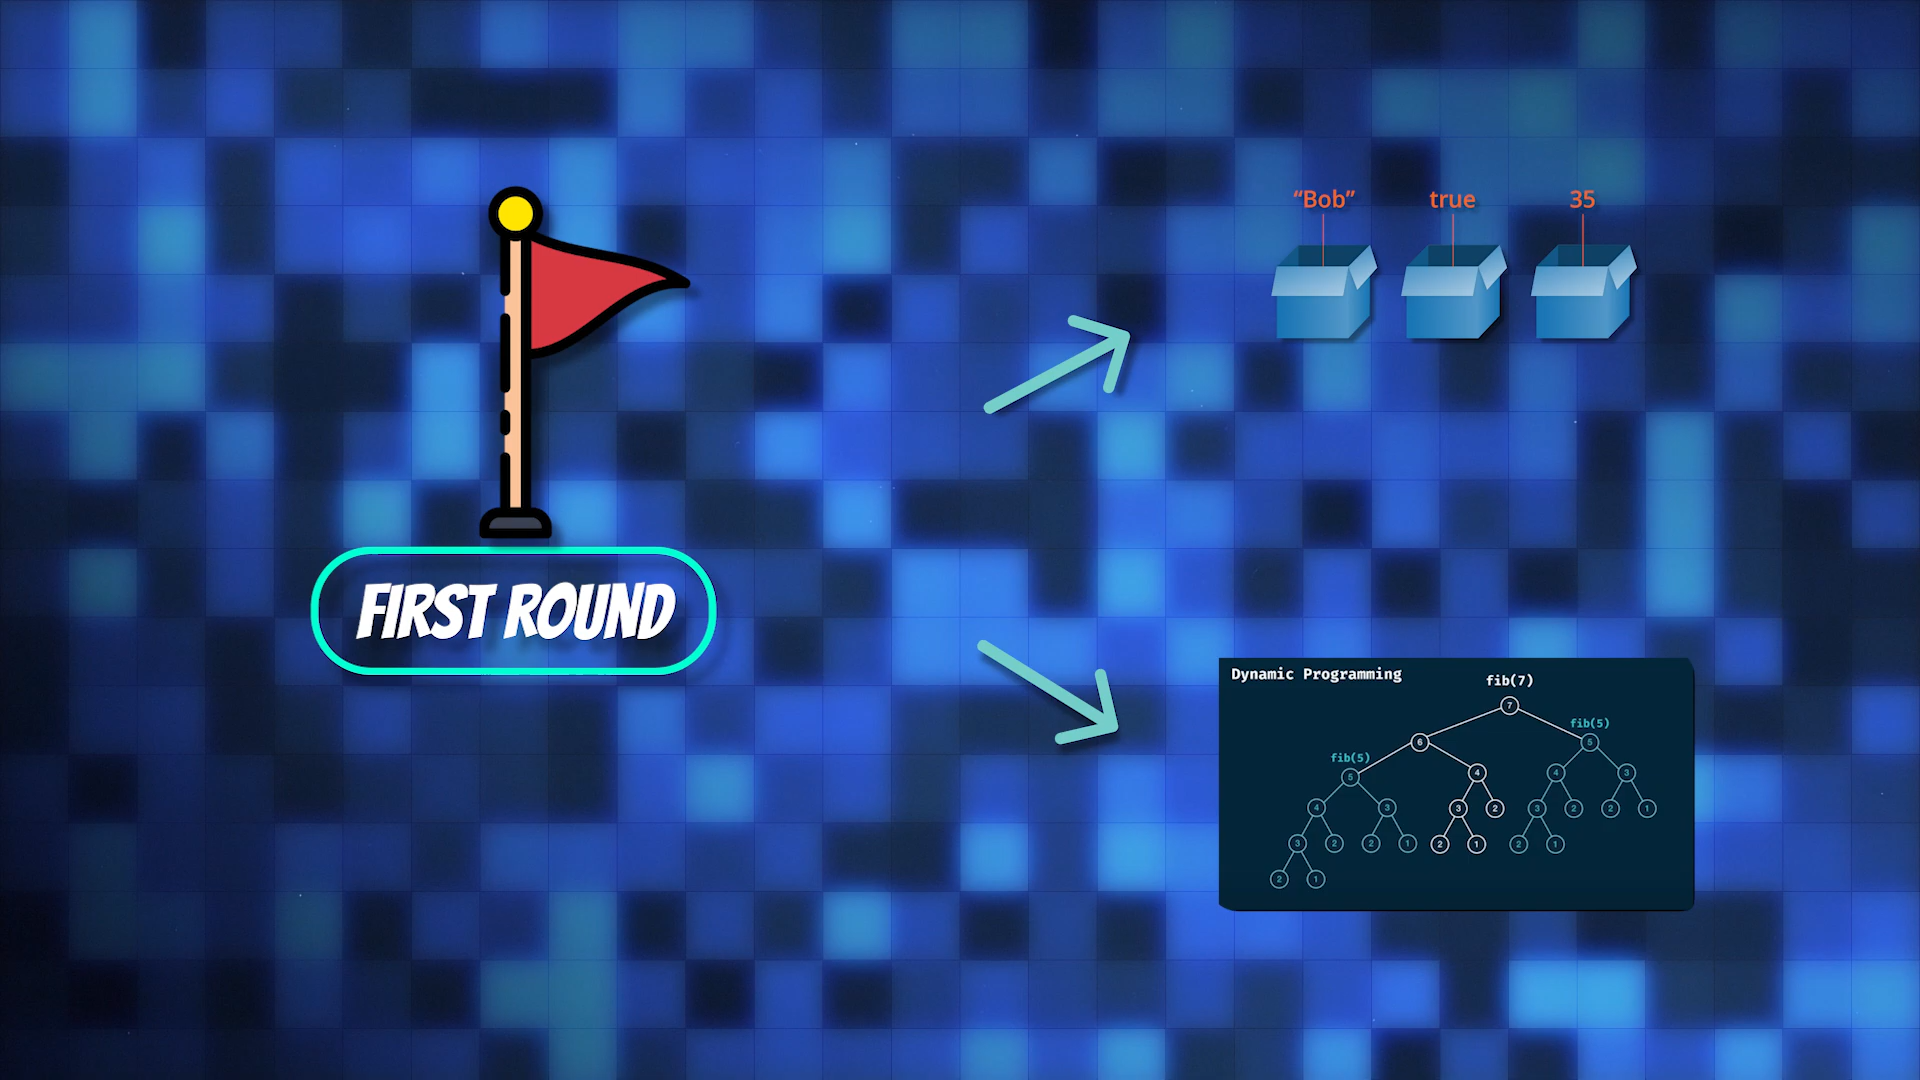 FIRST ROUND
“Bob” true 35
Dynamic Programming
fib(7)
7
fib(5)
6 5
fib(5)
5 4 4 3
4 3 3 2 3 2 2 1
3 2 2 1 2 1 2 1
2 1